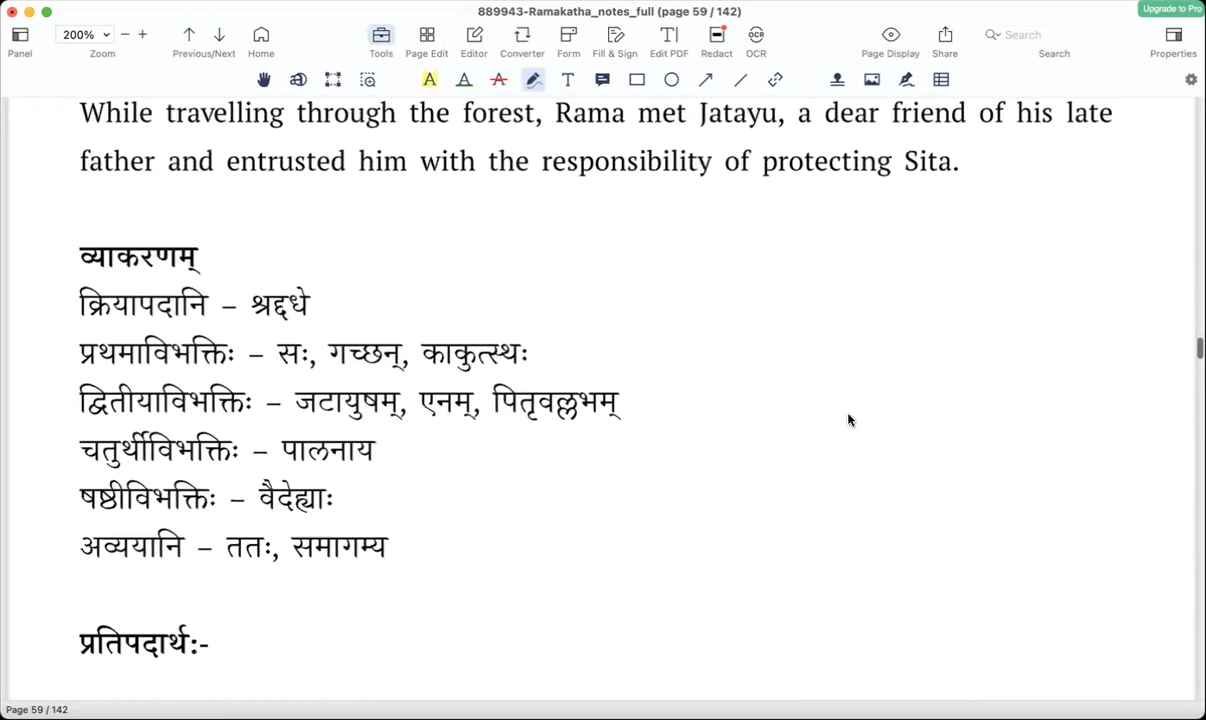 889943-Ramakatha_notes_full (page 59 / 142)
Upgrade to Pro
200%
Panel Zoom Previous/Next Home Tools Page Edit Editor Converter Form Fill & Sign Edit PDF Redact OCR Page Display Share Search Properties
Search
While travelling through the forest, Rama met Jatayu, a dear friend of his late
father and entrusted him with the responsibility of protecting Sita.
व्याकरणम्
क्रियापदानि – श्रद्दधे
प्रथमाविभक्तिः – सः, गच्छन्, काकुत्स्थः
द्वितीयाविभक्तिः – जटायुषम्, एनम्, पितृवल्लभम्
चतुर्थीविभक्तिः – पालनाय
षष्ठीविभक्तिः – वैदेह्याः
अव्ययानि – ततः, समागम्य
प्रतिपदार्थः:-
Page 59 / 142